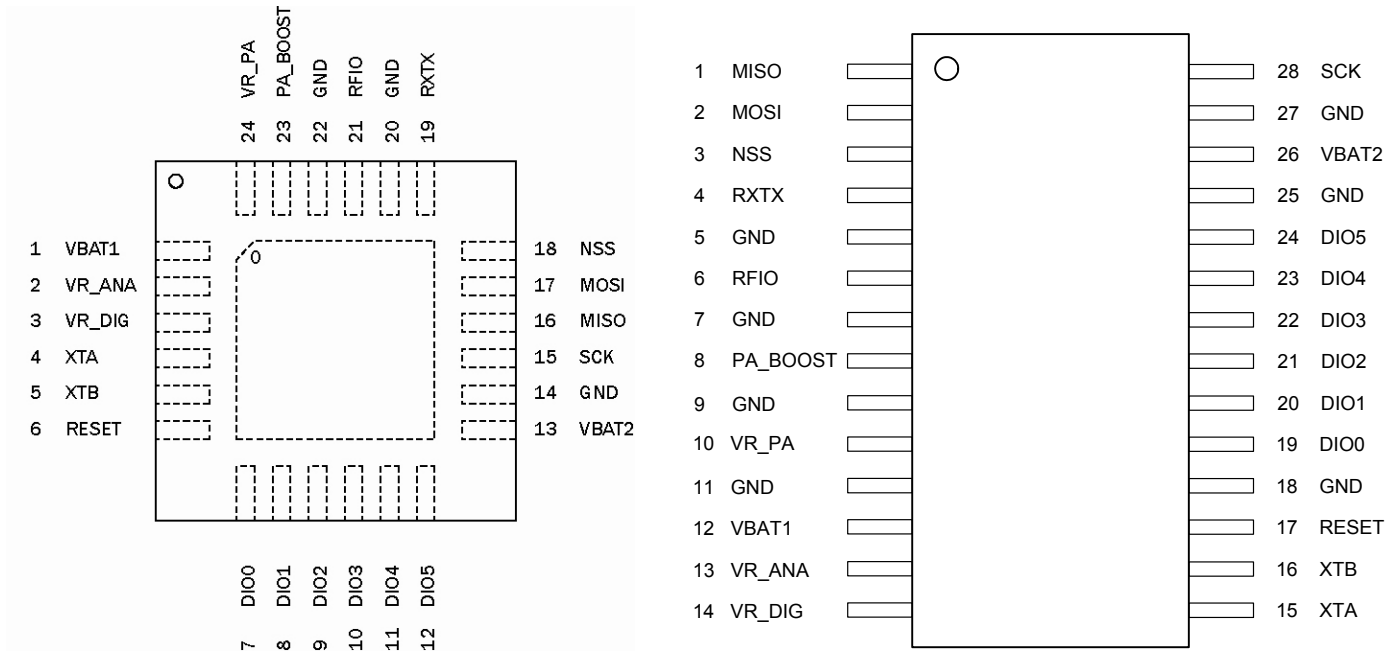 24 VR_PA
23 PA_BOOST
22 GND
21 RFIO
20 GND
19 RXTX
1 VBAT1
2 VR_ANA
3 VR_DIG
4 XTA
5 XTB
6 RESET
0
18 NSS
17 MOSI
16 MISO
15 SCK
14 GND
13 VBAT2
7 DIO0
8 DIO1
9 DIO2
10 DIO3
11 DIO4
12 DIO5
1 MISO
2 MOSI
3 NSS
4 RXTX
5 GND
6 RFIO
7 GND
8 PA_BOOST
9 GND
10 VR_PA
11 GND
12 VBAT1
13 VR_ANA
14 VR_DIG
28 SCK
27 GND
26 VBAT2
25 GND
24 DIO5
23 DIO4
22 DIO3
21 DIO2
20 DIO1
19 DIO0
18 GND
17 RESET
16 XTB
15 XTA